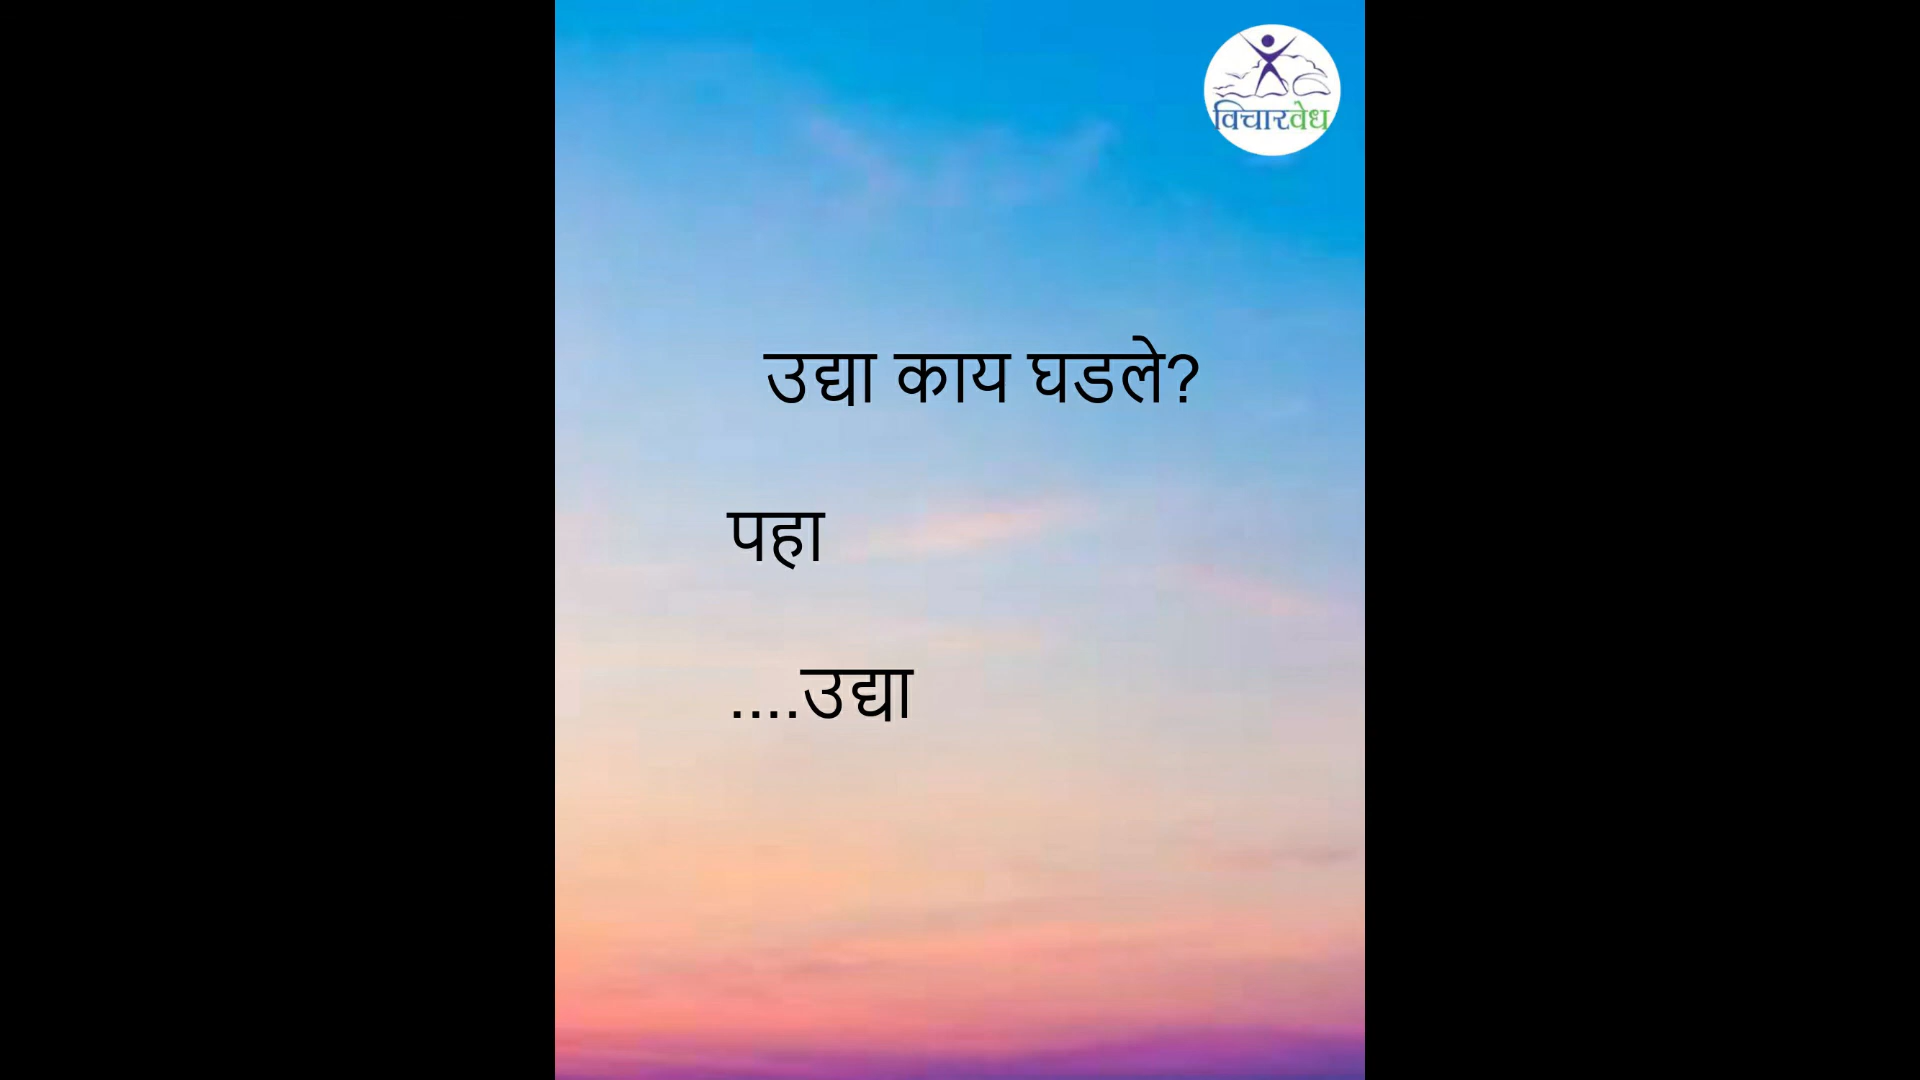 विचारवेध
उद्या काय घडले?
पहा
....उद्या